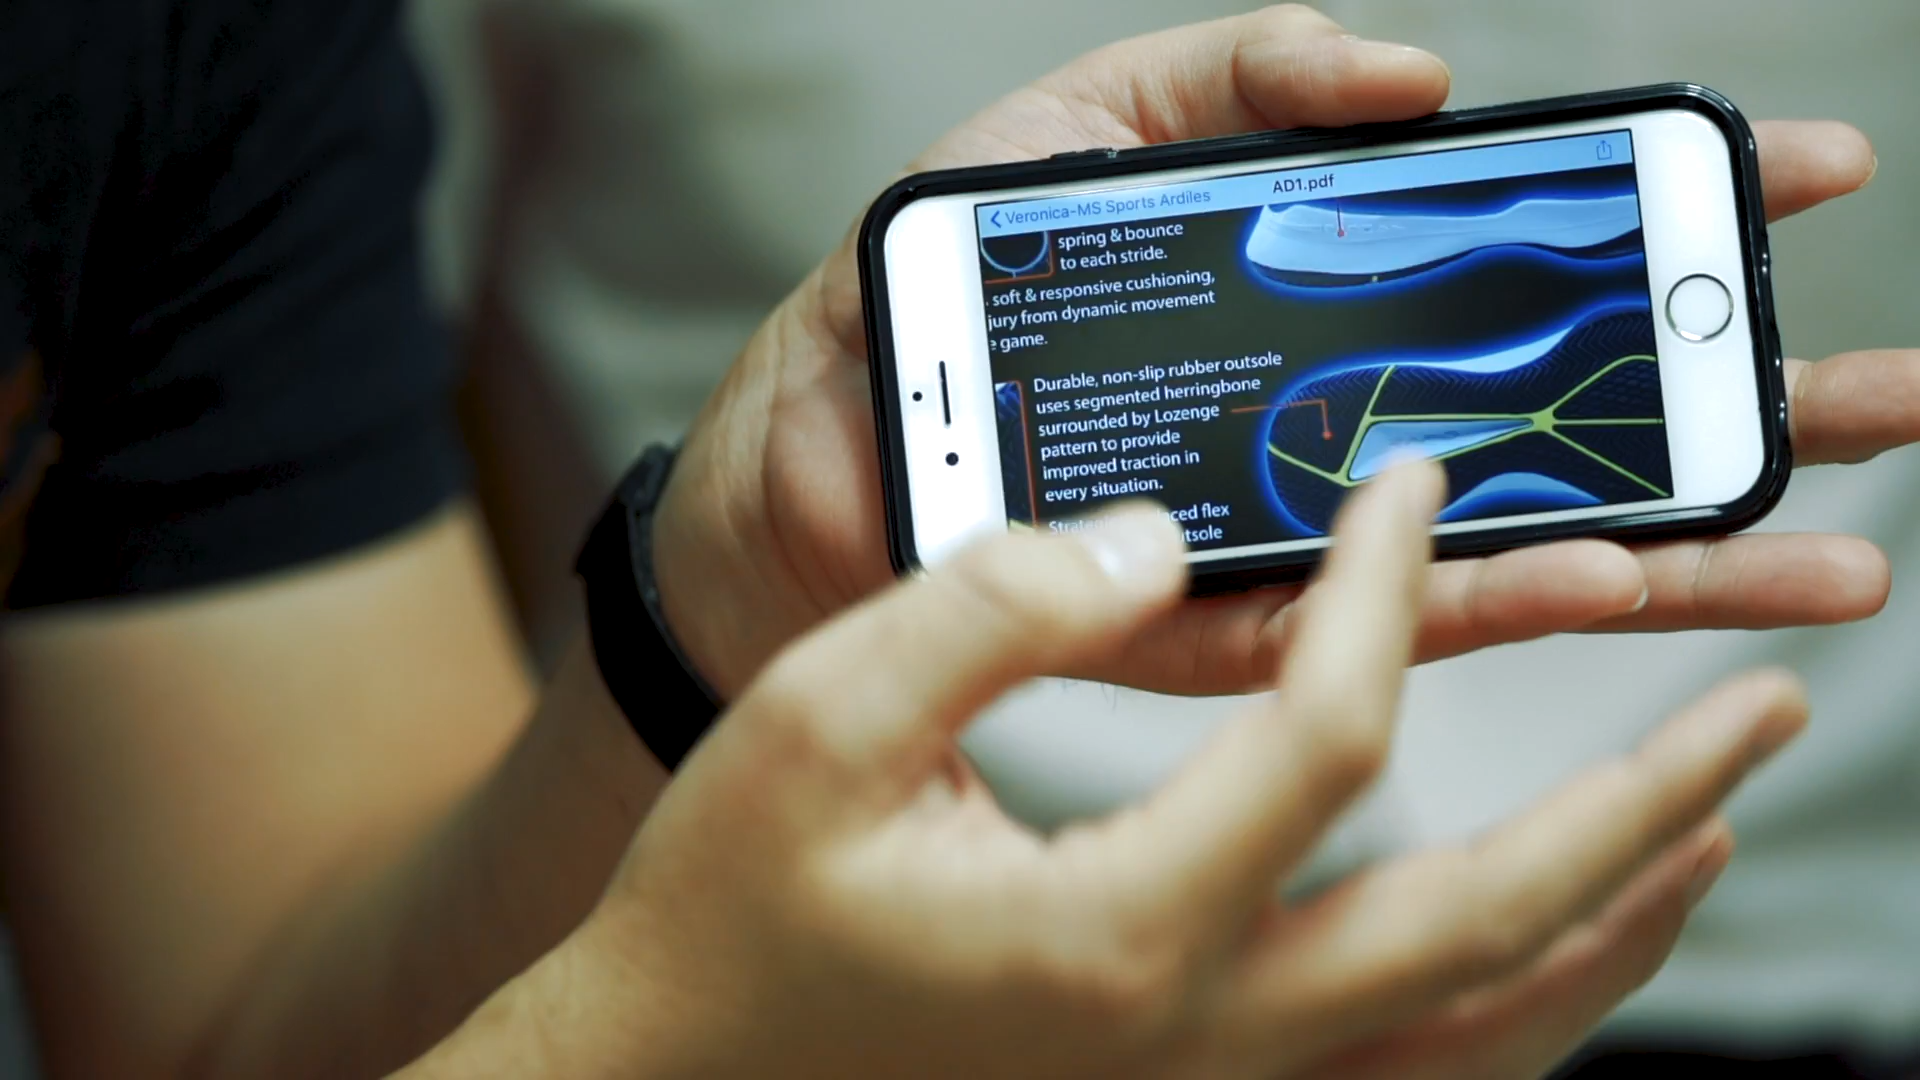 Veronica-MS Sports Ardiles
AD1.pdf
spring & bounce
to each stride.
. soft & responsive cushioning,
jury from dynamic movement
e game.
Durable, non-slip rubber outsole
uses segmented herringbone
surrounded by Lozenge
pattern to provide
improved traction in
every situation.
flex